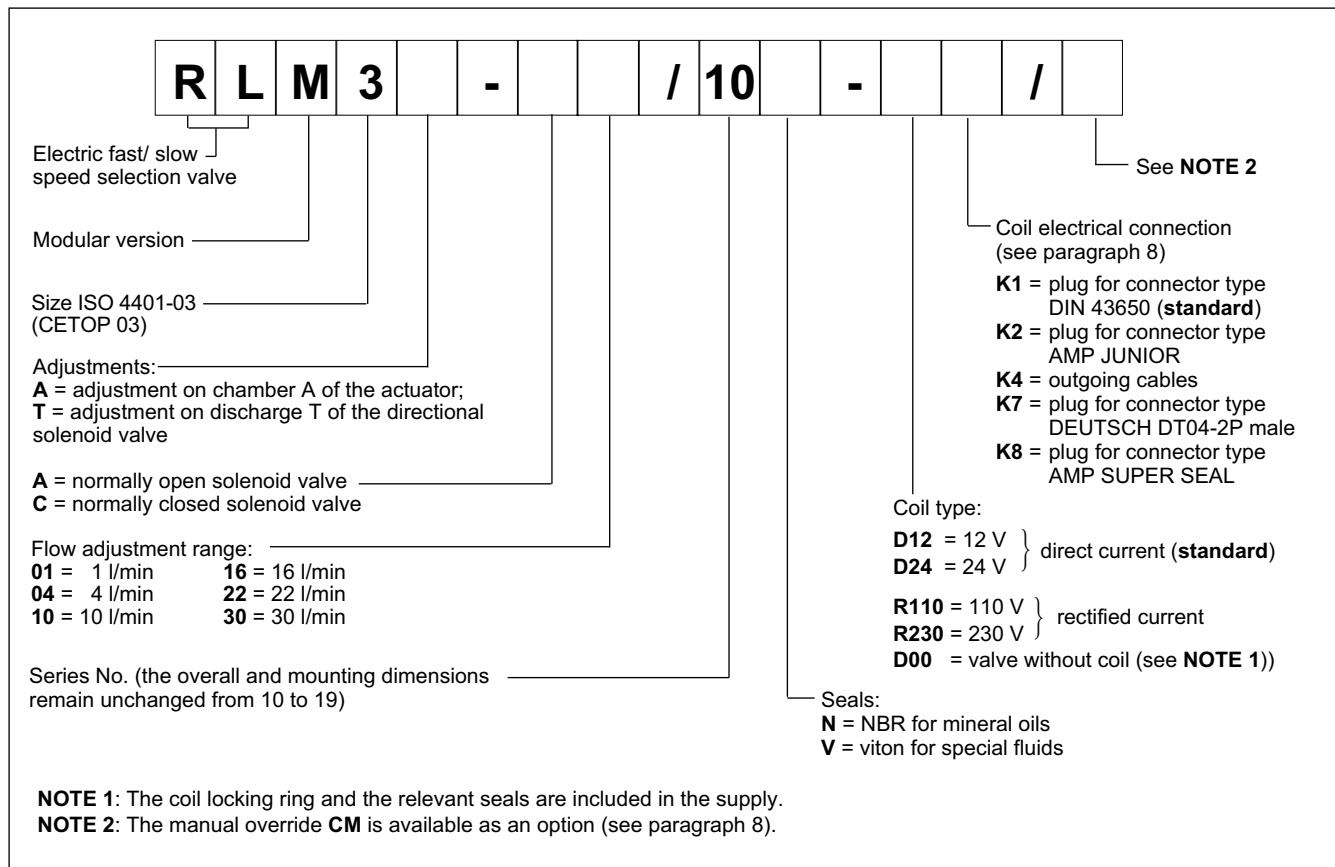 R L M 3 - / 10 - /
Electric fast/ slow
speed selection valve
Modular version
Size ISO 4401-03
(CETOP 03)
Adjustments:
A = adjustment on chamber A of the actuator;
T = adjustment on discharge T of the directional
solenoid valve
A = normally open solenoid valve
C = normally closed solenoid valve
Flow adjustment range:
01 = 1 l/min 16 = 16 l/min
04 = 4 l/min 22 = 22 l/min
10 = 10 l/min 30 = 30 l/min
Series No. (the overall and mounting dimensions
remain unchanged from 10 to 19)
See NOTE 2
Coil electrical connection
(see paragraph 8)
K1 = plug for connector type
DIN 43650 (standard)
K2 = plug for connector type
AMP JUNIOR
K4 = outgoing cables
K7 = plug for connector type
DEUTSCH DT04-2P male
K8 = plug for connector type
AMP SUPER SEAL
Coil type:
D12 = 12 V
D24 = 24 V
direct current (standard)
R110 = 110 V
R230 = 230 V
rectified current
D00 = valve without coil (see NOTE 1))
Seals:
N = NBR for mineral oils
V = viton for special fluids
NOTE 1: The coil locking ring and the relevant seals are included in the supply.
NOTE 2: The manual override CM is available as an option (see paragraph 8).